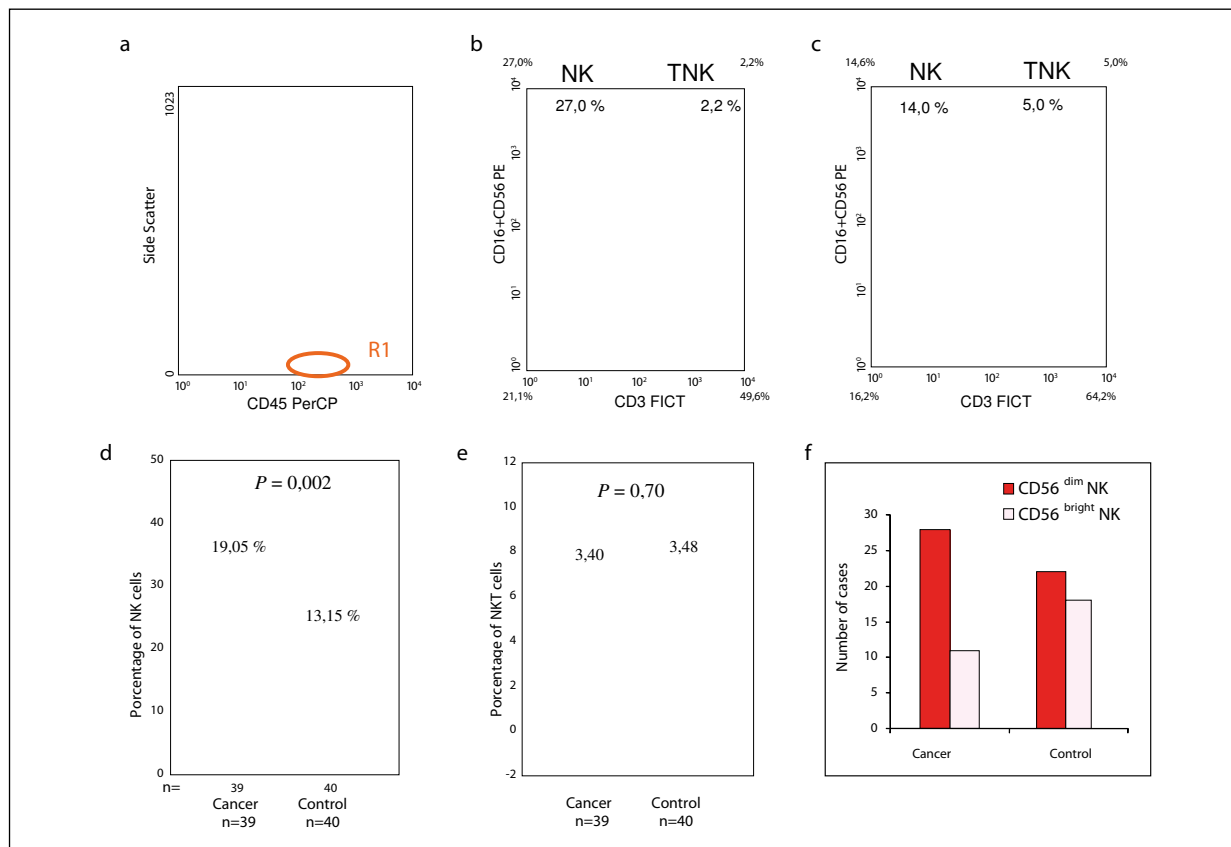 a
1023
Side Scatter
0
R1
10⁰ 10¹ 10² 10³ 10⁴
CD45 PerCP
b
27,0% 2,2%
NK TNK
27,0 % 2,2 %
10⁴
10³
10²
10¹
10⁰
CD16+CD56 PE
10⁰ 10¹ 10² 10³ 10⁴
21,1% CD3 FICT 49,6%
c
14,6% 5,0%
NK TNK
14,0 % 5,0 %
10⁴
10³
10²
10¹
10⁰
CD16+CD56 PE
10⁰ 10¹ 10² 10³ 10⁴
16,2% CD3 FICT 64,2%
d
50
40
30
20
10
0
Porcentage of NK cells
P = 0,002
19,05 %
13,15 %
n= 39 40
Cancer Control
n=39 n=40
e
12
10
8
6
4
2
0
-2
Porcentage of NKT cells
P = 0,70
3,40 3,48
Cancer Control
n=39 n=40
f
CD56 dim NK
CD56 bright NK
30
25
20
15
10
5
0
Number of cases
Cancer Control